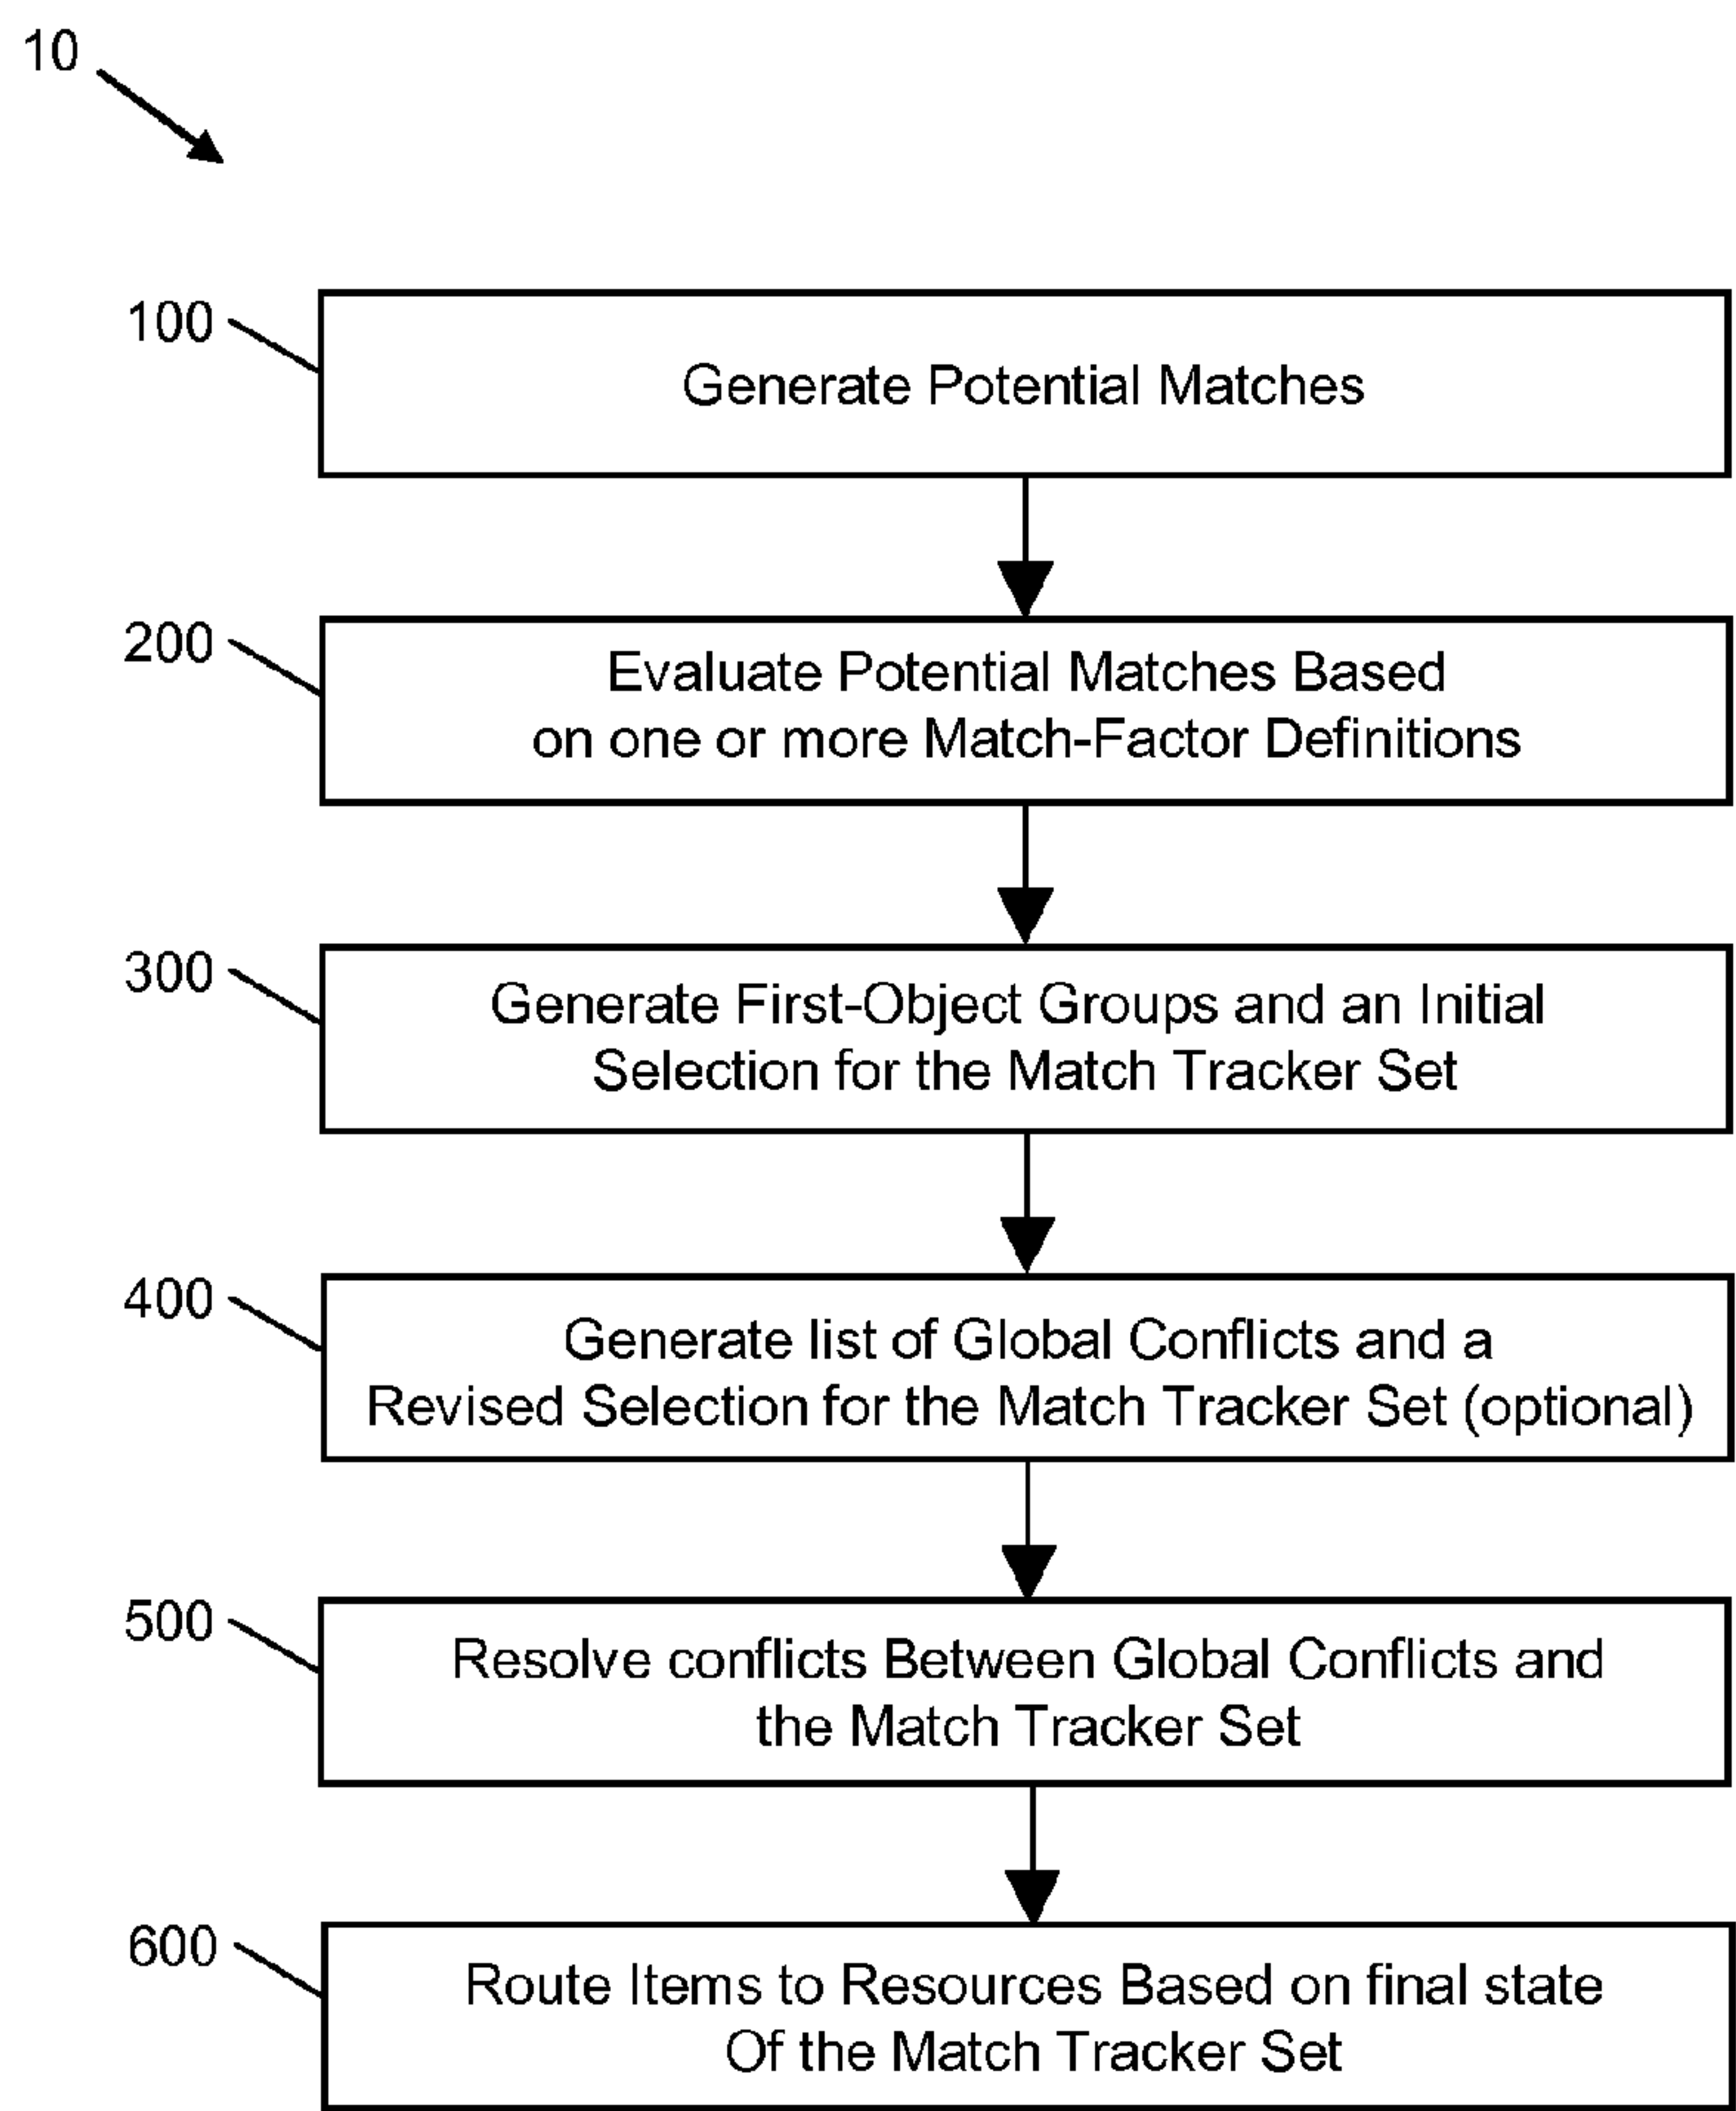 10
100
Generate Potential Matches
200
Evaluate Potential Matches Based
on one or more Match-Factor Definitions
300
Generate First-Object Groups and an Initial
Selection for the Match Tracker Set
400
Generate list of Global Conflicts and a
Revised Selection for the Match Tracker Set (optional)
500
Resolve conflicts Between Global Conflicts and
the Match Tracker Set
600
Route Items to Resources Based on final state
Of the Match Tracker Set